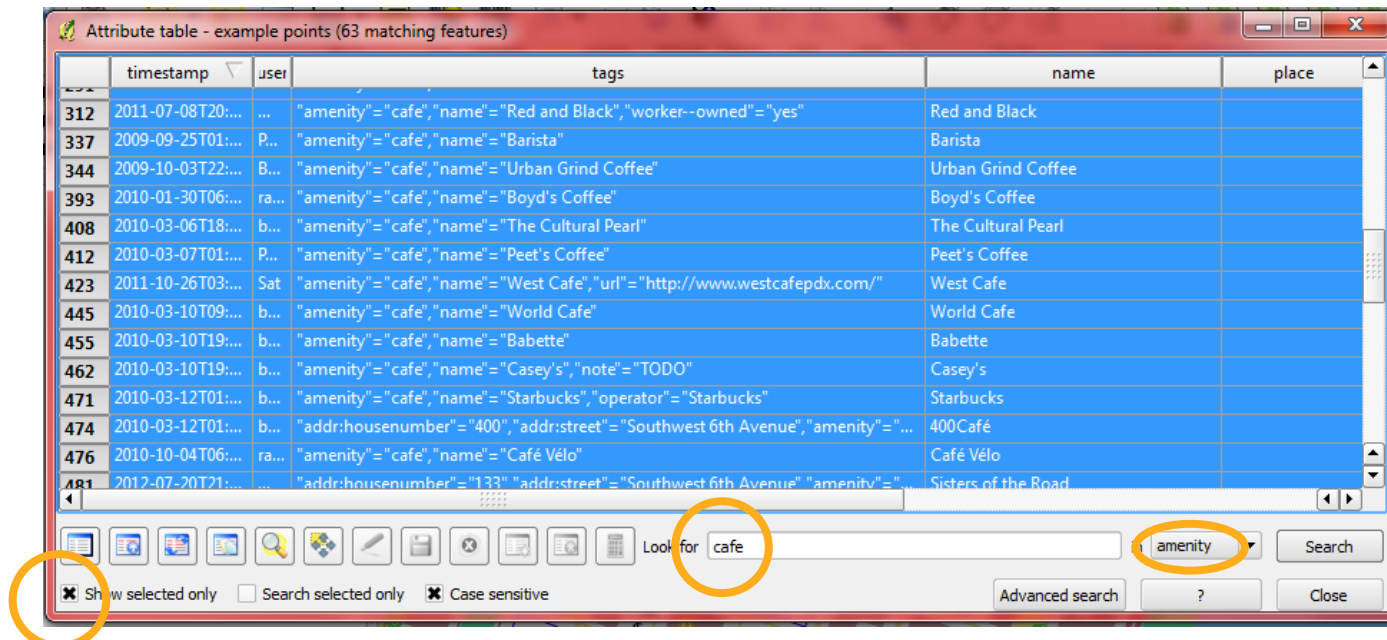 Attribute table - example points (63 matching features)
timestamp user tags name place
312 2011-07-08T20:... ... "amenity"="cafe","name"="Red and Black","worker--owned"="yes" Red and Black
337 2009-09-25T01:... P... "amenity"="cafe","name"="Barista" Barista
344 2009-10-03T22:... B... "amenity"="cafe","name"="Urban Grind Coffee" Urban Grind Coffee
393 2010-01-30T06:... ra... "amenity"="cafe","name"="Boyd's Coffee" Boyd's Coffee
408 2010-03-06T18:... b... "amenity"="cafe","name"="The Cultural Pearl" The Cultural Pearl
412 2010-03-07T01:... P... "amenity"="cafe","name"="Peet's Coffee" Peet's Coffee
423 2011-10-26T03:... Sat "amenity"="cafe","name"="West Cafe","url"="http://www.westcafepdx.com/" West Cafe
445 2010-03-10T09:... b... "amenity"="cafe","name"="World Cafe" World Cafe
455 2010-03-10T19:... b... "amenity"="cafe","name"="Babette" Babette
462 2010-03-10T19:... b... "amenity"="cafe","name"="Casey's","note"="TODO" Casey's
471 2010-03-12T01:... b... "amenity"="cafe","name"="Starbucks","operator"="Starbucks" Starbucks
474 2010-03-12T01:... b... "addr:housenumber"="400","addr:street"="Southwest 6th Avenue","amenity"="... 400Café
476 2010-10-04T06:... ra... "amenity"="cafe","name"="Café Vélo" Café Vélo
481 2012-07-20T21:... ... "addr:housenumber"="133","addr:street"="Southwest 6th Avenue","amenity"="... Sisters of the Road
Look for cafe in amenity Search
Show selected only Search selected only Case sensitive Advanced search ? Close